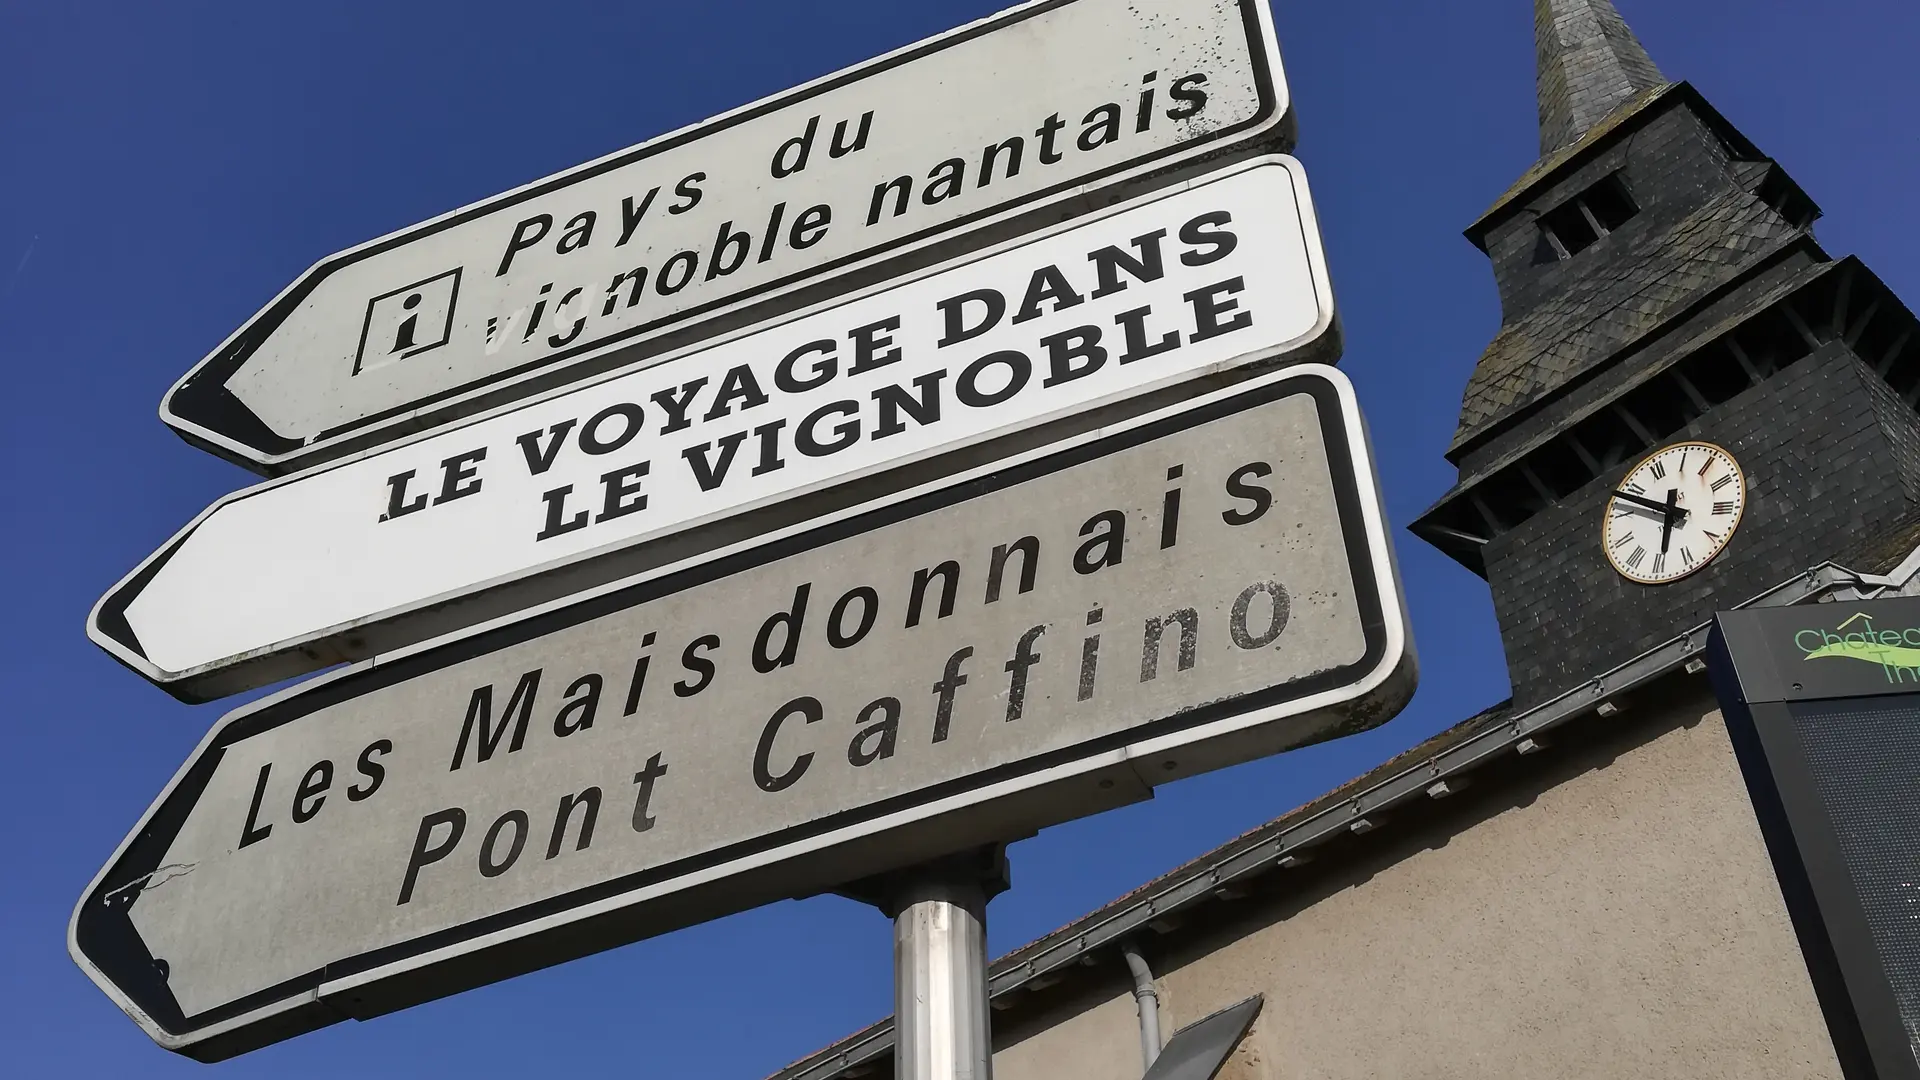 Pays du
i vignoble nantais
LE VOYAGE DANS
LE VIGNOBLE
Les Maisdonnais
Pont Caffino